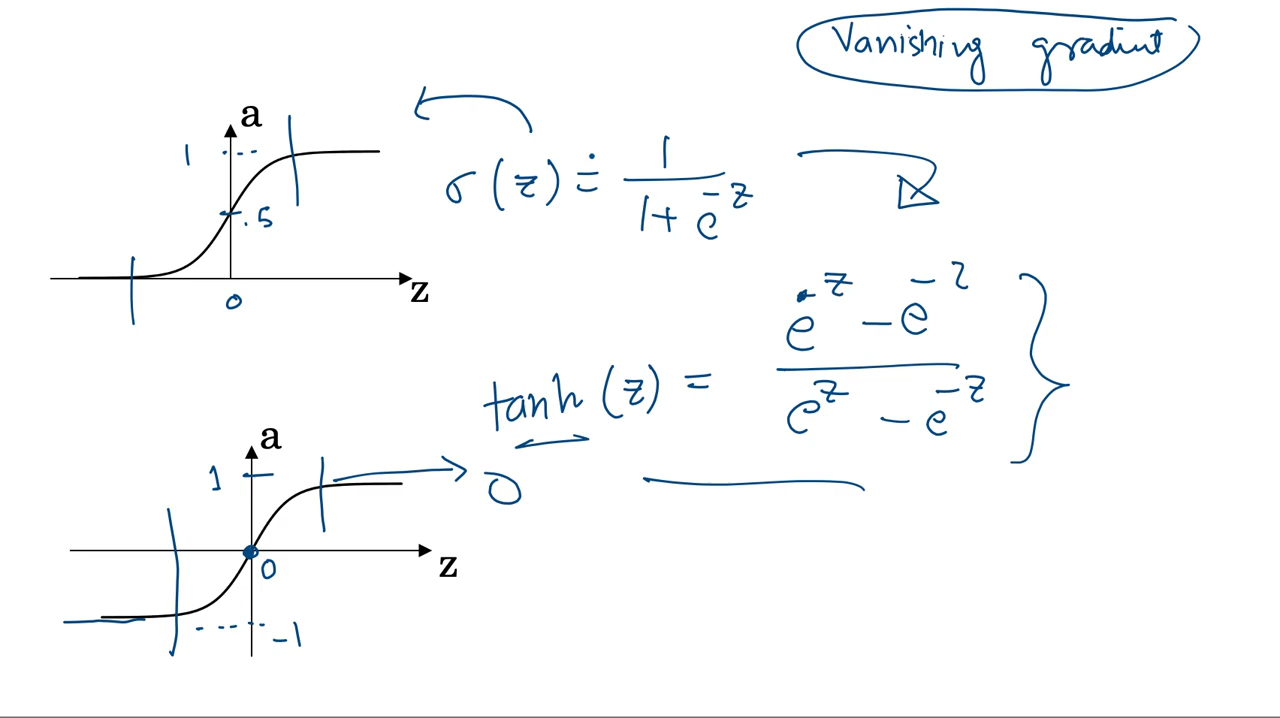 Vanishing gradient
a
1
.5
0
z
σ(z) ≐ 1 / (1 + e^-z)
tanh(z) = (e^z - e^-z) / (e^z - e^-z)
a
1
0
0
z
-1